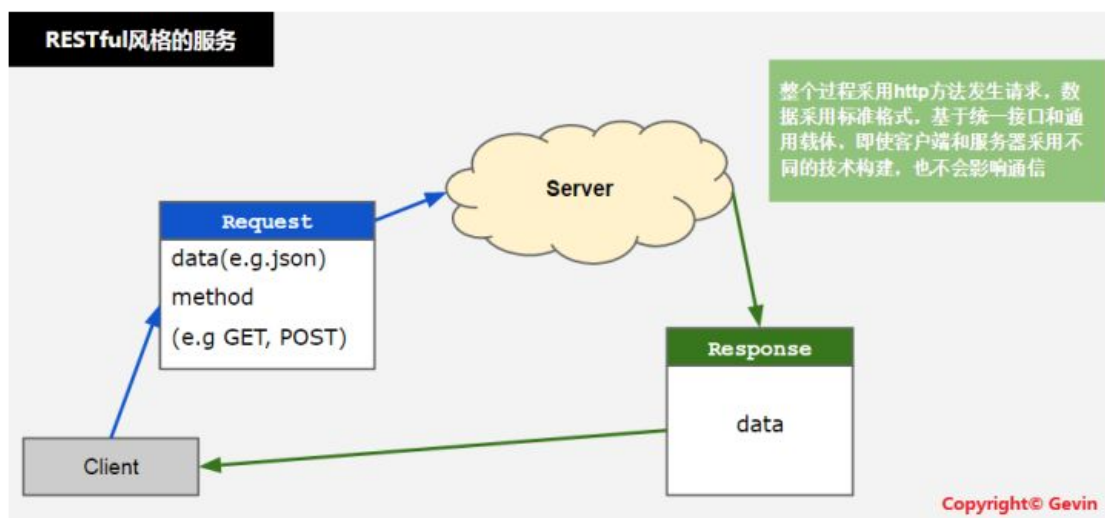 RESTful风格的服务
整个过程采用http方法发生请求，数
据采用标准格式，基于统一接口和通
用载体，即使客户端和服务器采用不
同的技术构建，也不会影响通信
Server
Request
data(e.g.json)
method
(e.g GET, POST)
Response
data
Client
Copyright© Gevin